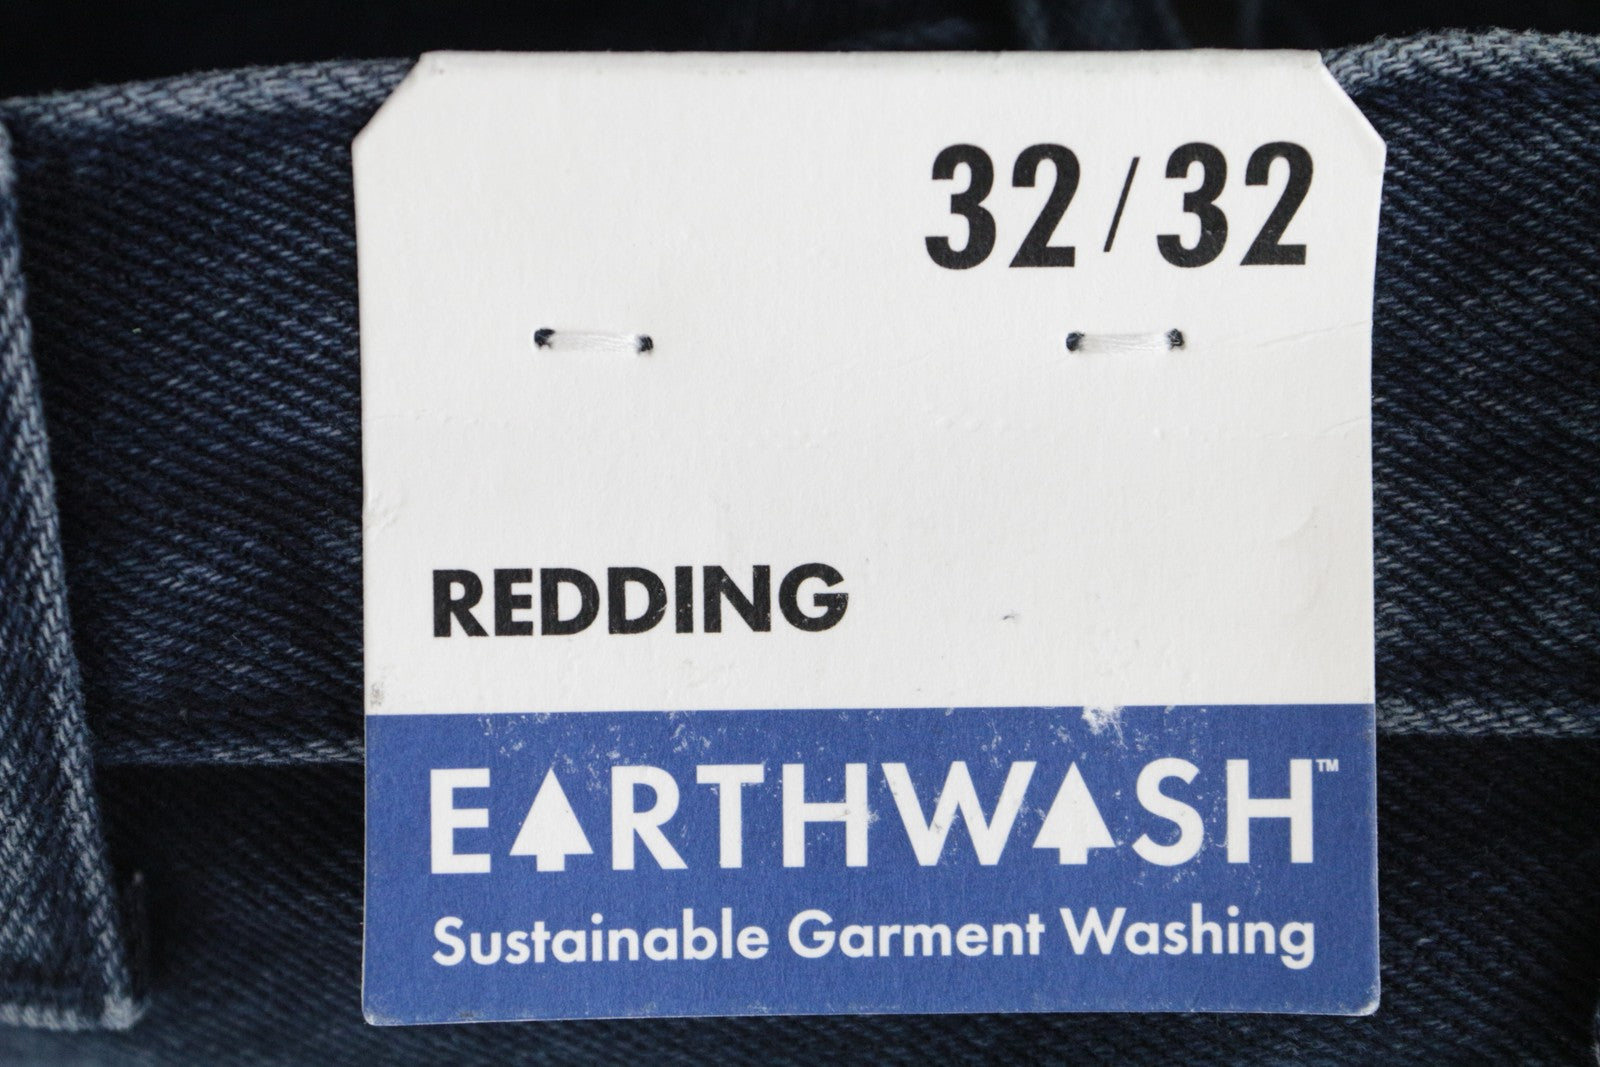 32/32
REDDING
EARTHWASH™
Sustainable Garment Washing